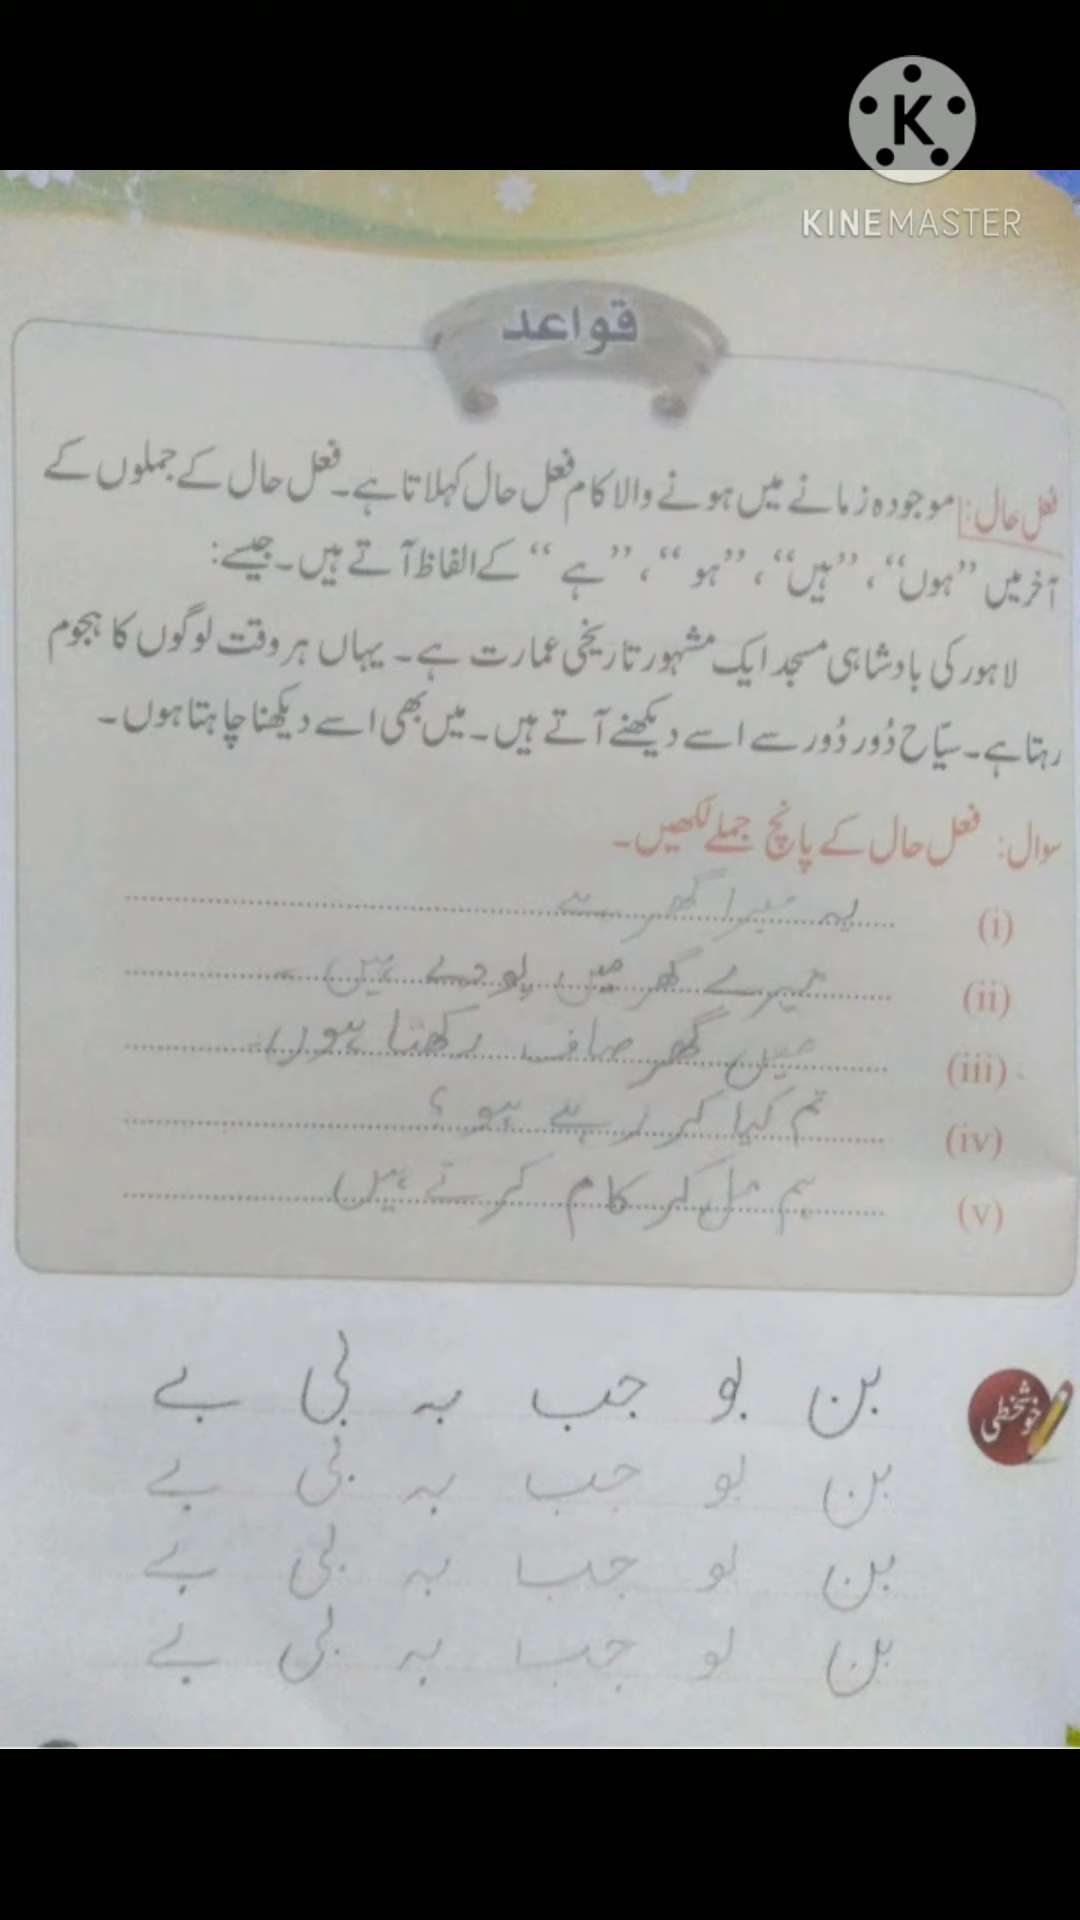 K
KINEMASTER
قواعد
فعل حال: موجودہ زمانے میں ہونے والا کام فعل حال کہلاتا ہے۔ فعل حال کے جملوں کے
آخر میں ”ہوں“، ”ہیں“، ”ہو“، ”ہے“ کے الفاظ آتے ہیں۔ جیسے:
لاہور کی بادشاہی مسجد ایک مشہور تاریخی عمارت ہے۔ یہاں ہر وقت لوگوں کا ہجوم
رہتا ہے۔ سیّاح دُور دُور سے اسے دیکھنے آتے ہیں۔ میں بھی اسے دیکھنا چاہتا ہوں۔
سوال: فعل حال کے پانچ جملے لکھیں۔
(i) یہ میرا گھر ہے
(ii) میرے گھر میں پودے ہیں۔
(iii) میں گھر صاف رکھتا ہوں۔
(iv) تم کیا کر رہے ہو؟
(v) ہم مل کر کام کرتے ہیں
خوشخطی
بن بو جب بہ بی بے
بن بو جب بہ بی بے
بن بو جب بہ بی بے
بن بو جب بہ بی بے